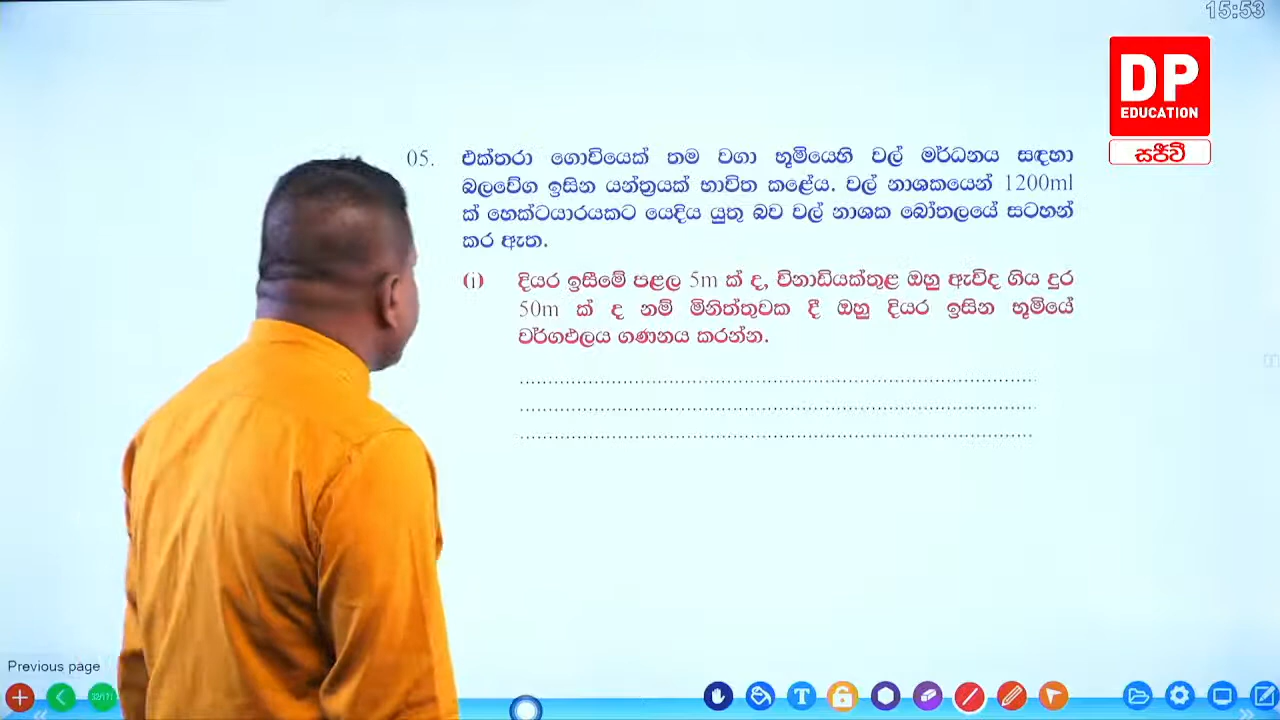 15:53
DP
EDUCATION
සජීවී
05. එක්තරා ගොවියෙක් තම වගා භූමියෙහි වල් මර්ධනය සඳහා
බලවේග ඉසින යන්ත්‍රයක් භාවිත කළේය. වල් නාශකයෙන් 1200ml
ක් හෙක්ටයාරයකට යෙදිය යුතු බව වල් නාශක බෝතලයේ සටහන්
කර ඇත.
(i) දියර ඉසීමේ පළල 5m ක් ද, විනාඩියක්තුළ ඔහු ඇවිද ගිය දුර
50m ක් ද නම් මිනිත්තුවක දී ඔහු දියර ඉසින භූමියේ
වර්ගඵලය ගණනය කරන්න.
Previous page